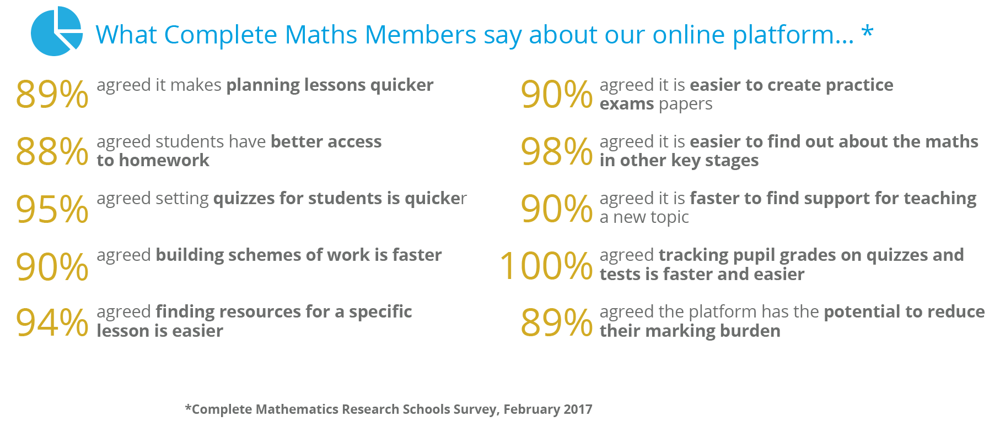 What Complete Maths Members say about our online platform... *
89% agreed it makes planning lessons quicker
88% agreed students have better access
to homework
95% agreed setting quizzes for students is quicker
90% agreed building schemes of work is faster
94% agreed finding resources for a specific
lesson is easier
90% agreed it is easier to create practice
exams papers
98% agreed it is easier to find out about the maths
in other key stages
90% agreed it is faster to find support for teaching
a new topic
100% agreed tracking pupil grades on quizzes and
tests is faster and easier
89% agreed the platform has the potential to reduce
their marking burden
*Complete Mathematics Research Schools Survey, February 2017